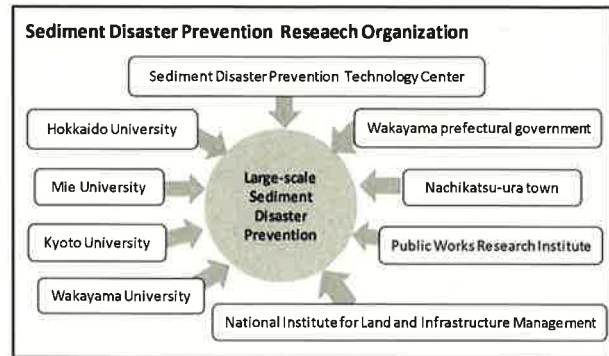 Sediment Disaster Prevention Reseaech Organization
Sediment Disaster Prevention Technology Center
Hokkaido University
Wakayama prefectural government
Mie University
Large-scale
Sediment
Disaster
Prevention
Nachikatsu-ura town
Kyoto University
Public Works Research Institute
Wakayama University
National Institute for Land and Infrastructure Management